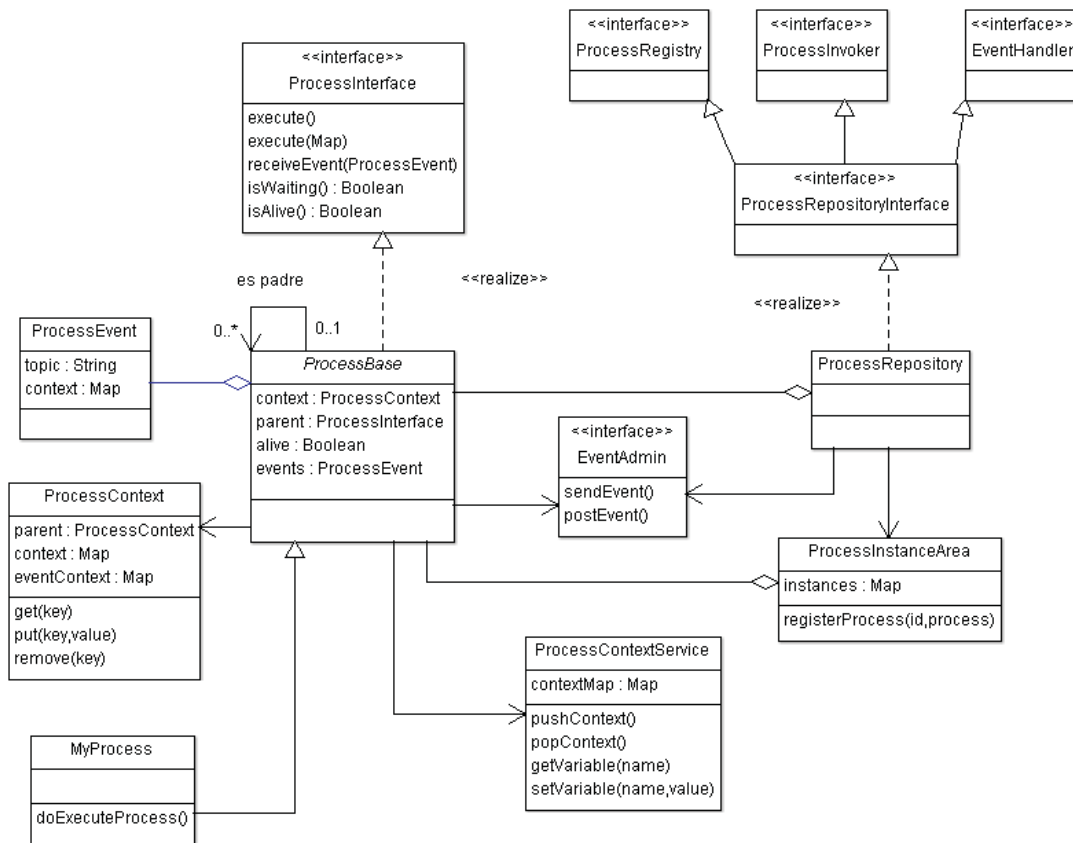 <<interface>>
ProcessRegistry
<<interface>>
ProcessInvoker
<<interface>>
EventHandler
<<interface>>
ProcessInterface
execute()
execute(Map)
receiveEvent(ProcessEvent)
isWaiting() : Boolean
isAlive() : Boolean
<<interface>>
ProcessRepositoryInterface
es padre
<<realize>>
<<realize>>
0..*
0..1
ProcessEvent
topic : String
context : Map
ProcessBase
context : ProcessContext
parent : ProcessInterface
alive : Boolean
events : ProcessEvent
ProcessRepository
<<interface>>
EventAdmin
sendEvent()
postEvent()
ProcessContext
parent : ProcessContext
context : Map
eventContext : Map
get(key)
put(key,value)
remove(key)
ProcessInstanceArea
instances : Map
registerProcess(id,process)
ProcessContextService
contextMap : Map
pushContext()
popContext()
getVariable(name)
setVariable(name,value)
MyProcess
doExecuteProcess()